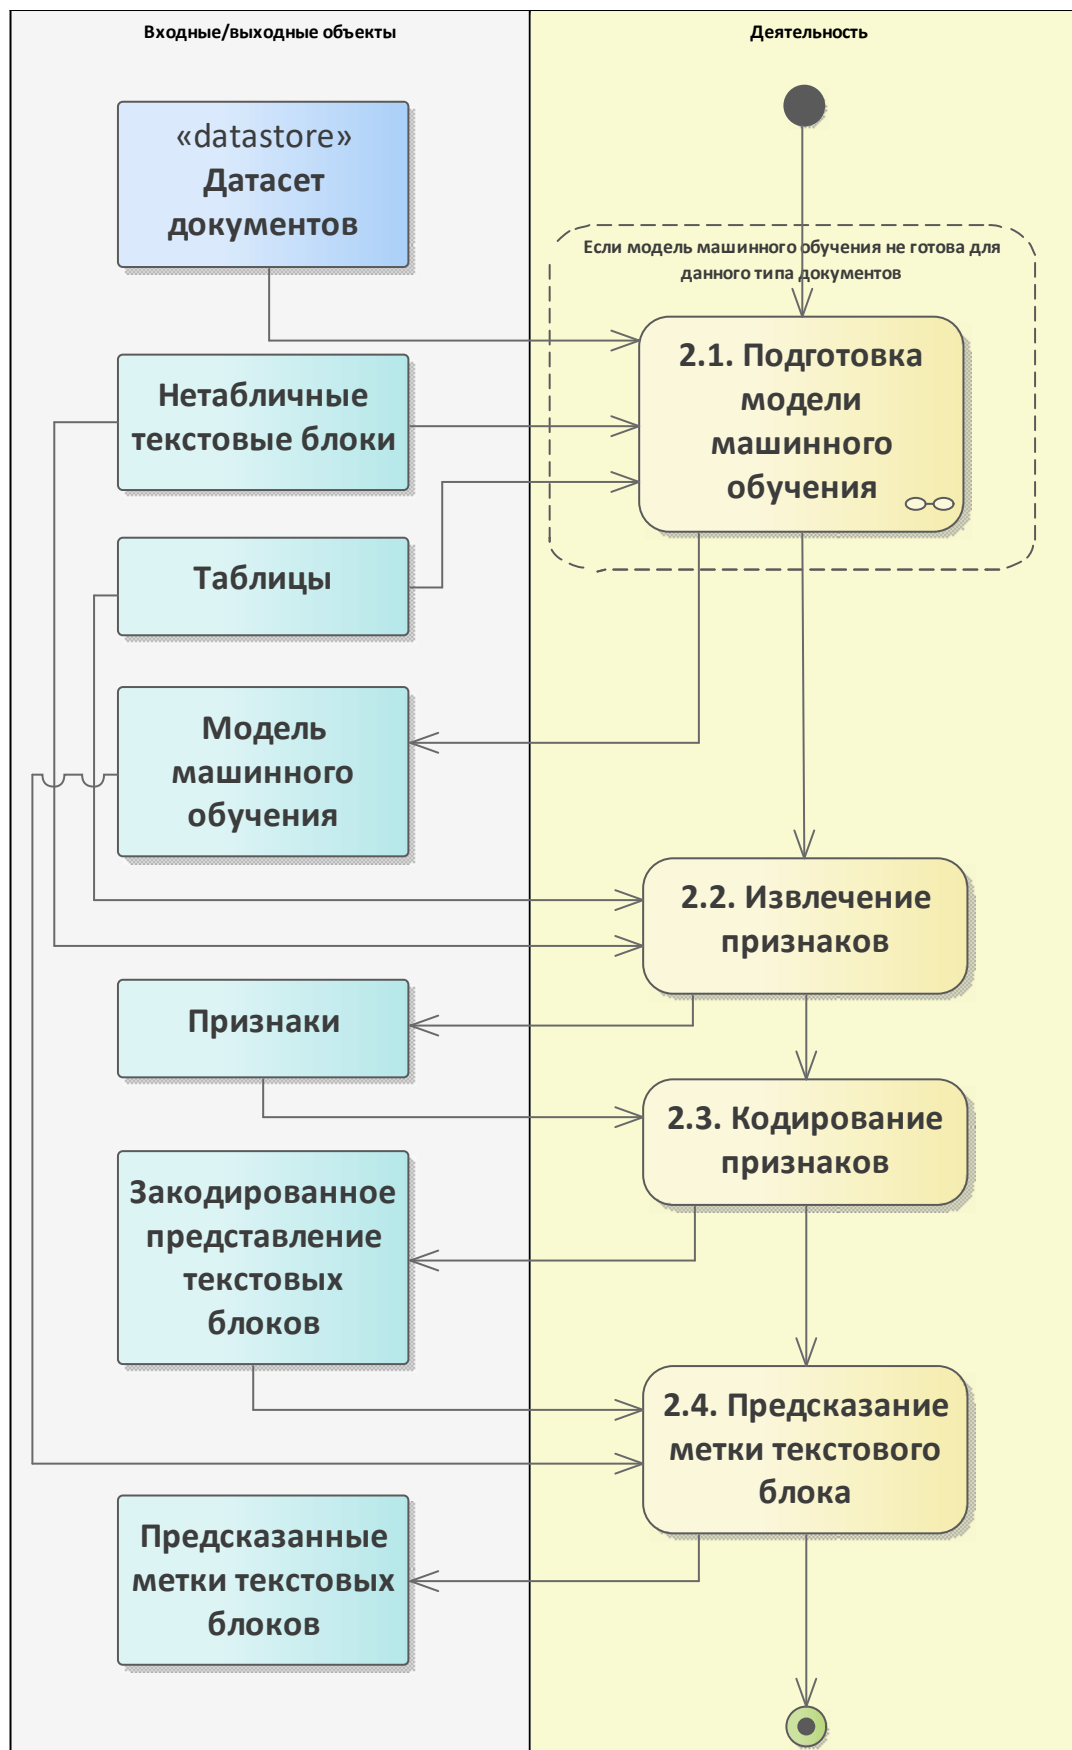 Входные/выходные объекты
Деятельность
«datastore»
Датасет
документов
Если модель машинного обучения не готова для
данного типа документов
2.1. Подготовка
модели
машинного
обучения
Нетабличные
текстовые блоки
Таблицы
Модель
машинного
обучения
2.2. Извлечение
признаков
Признаки
2.3. Кодирование
признаков
Закодированное
представление
текстовых
блоков
2.4. Предсказание
метки текстового
блока
Предсказанные
метки текстовых
блоков